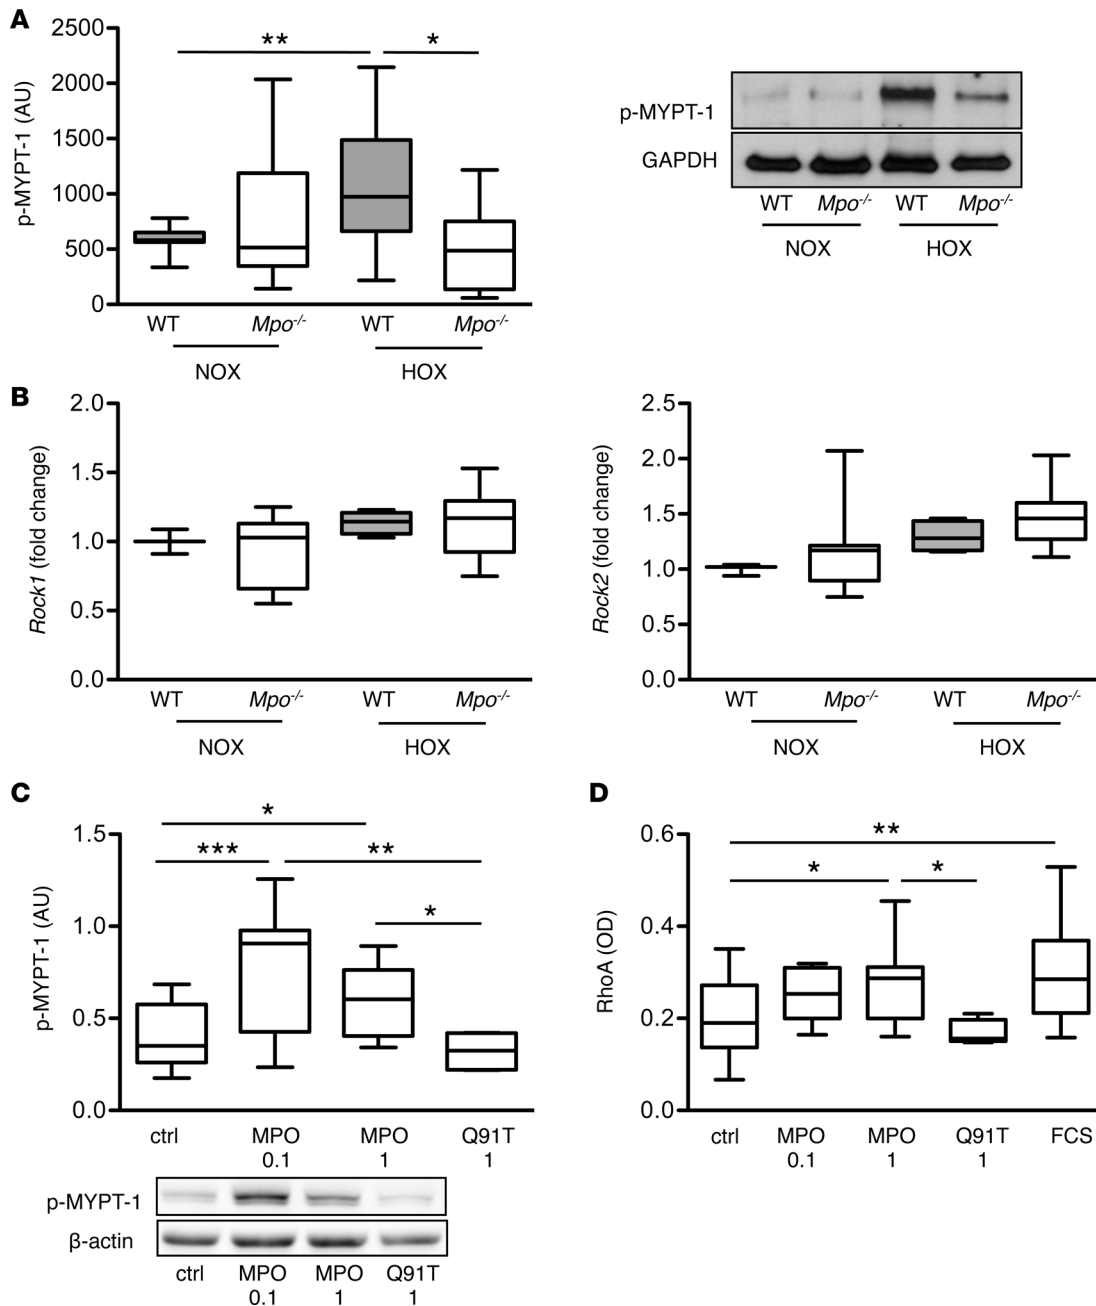 A
2500
2000
1500
1000
500
0
p-MYPT-1 (AU)
** *
WT Mpo-/- WT Mpo-/-
NOX HOX
p-MYPT-1
GAPDH
WT Mpo-/- WT Mpo-/-
NOX HOX
B
2.0
1.5
1.0
0.5
0.0
Rock1 (fold change)
WT Mpo-/- WT Mpo-/-
NOX HOX
2.5
2.0
1.5
1.0
0.5
0.0
Rock2 (fold change)
WT Mpo-/- WT Mpo-/-
NOX HOX
C
1.5
1.0
0.5
0.0
p-MYPT-1 (AU)
*
*** **
*
ctrl MPO MPO Q91T
0.1 1 1
p-MYPT-1
β-actin
ctrl MPO MPO Q91T
0.1 1 1
D
0.6
0.4
0.2
0.0
RhoA (OD)
**
* *
ctrl MPO MPO Q91T FCS
0.1 1 1